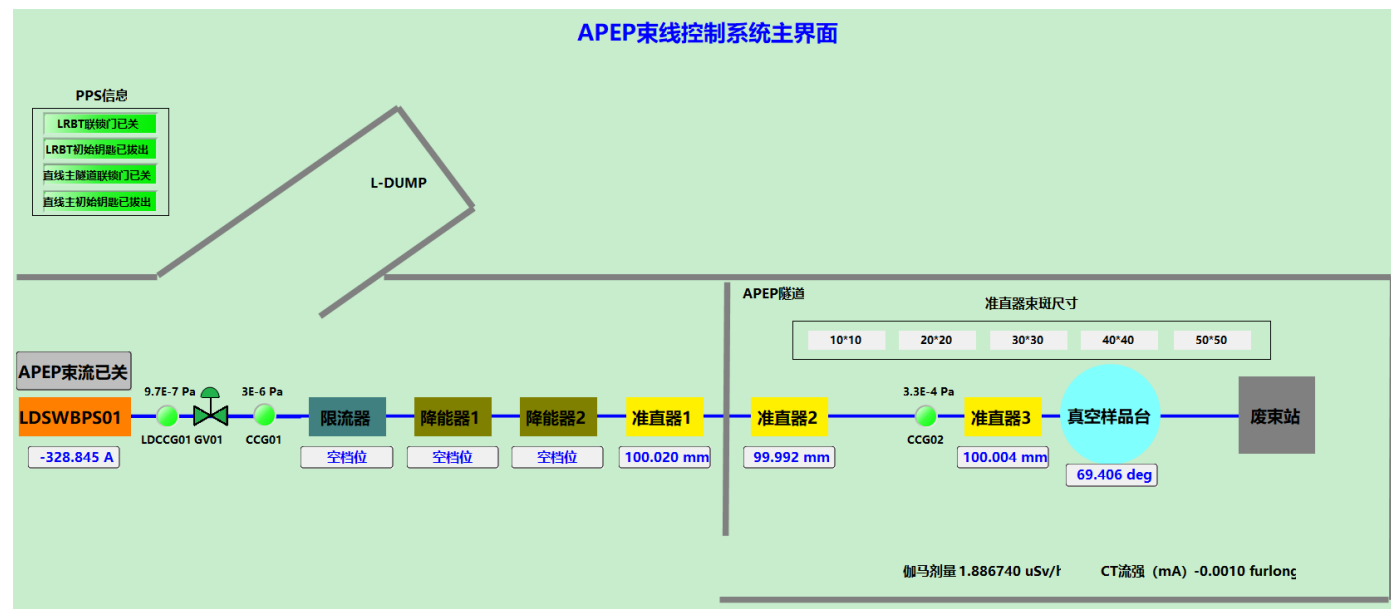 APEP束线控制系统主界面
PPS信息
LRBT联锁门已关
LRBT初始钥匙已拔出
直线主隧道联锁门已关
直线主初始钥匙已拔出
L-DUMP
APEP隧道
准直器束斑尺寸
10*10 20*20 30*30 40*40 50*50
APEP束流已关
9.7E-7 Pa 3E-6 Pa 3.3E-4 Pa
LDSWBPS01 限流器 降能器1 降能器2 准直器1 准直器2 准直器3 真空样品台 废束站
LDCCG01 GV01 CCG01 CCG02
-328.845 A 空档位 空档位 空档位 100.020 mm 99.992 mm 100.004 mm
69.406 deg
伽马剂量 1.886740 uSv/h CT流强（mA）-0.0010 furlong